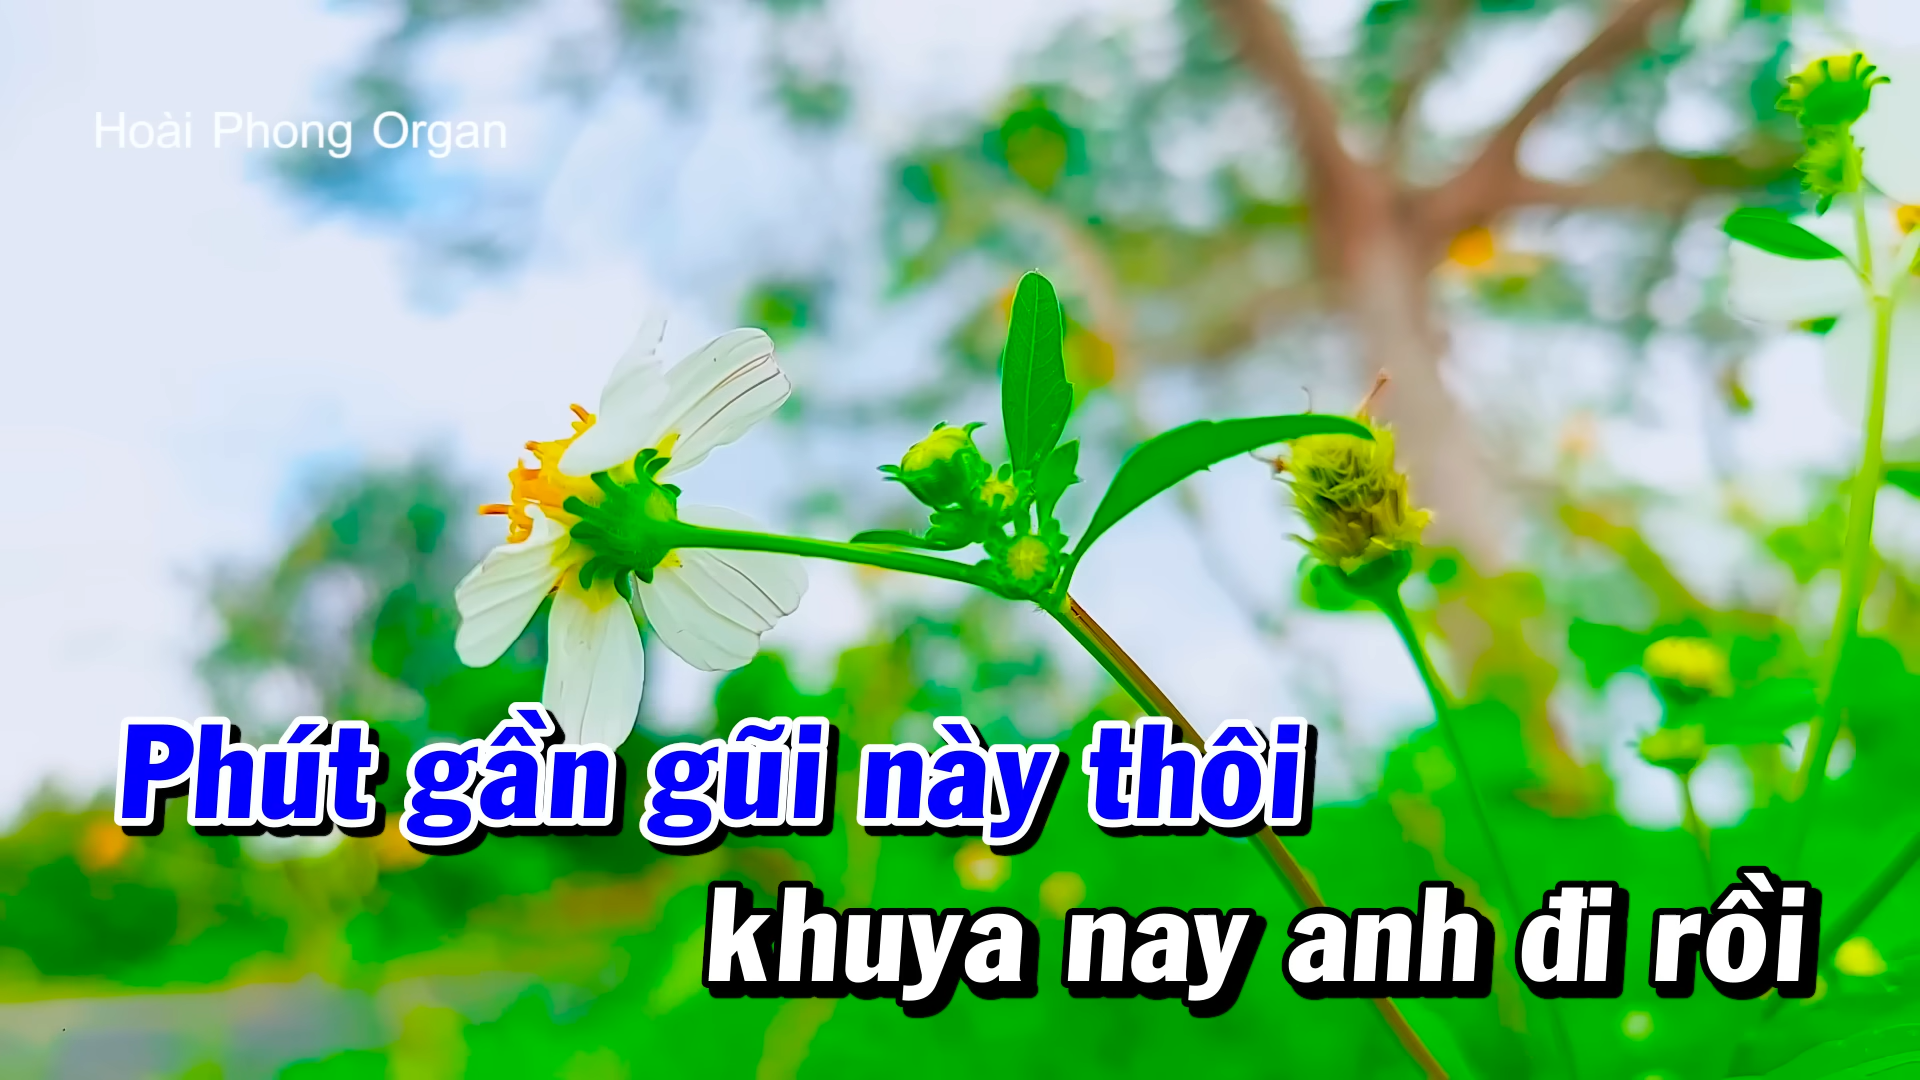 Hoài Phong Organ
Phút gần gũi này thôi
khuya nay anh đi rồi